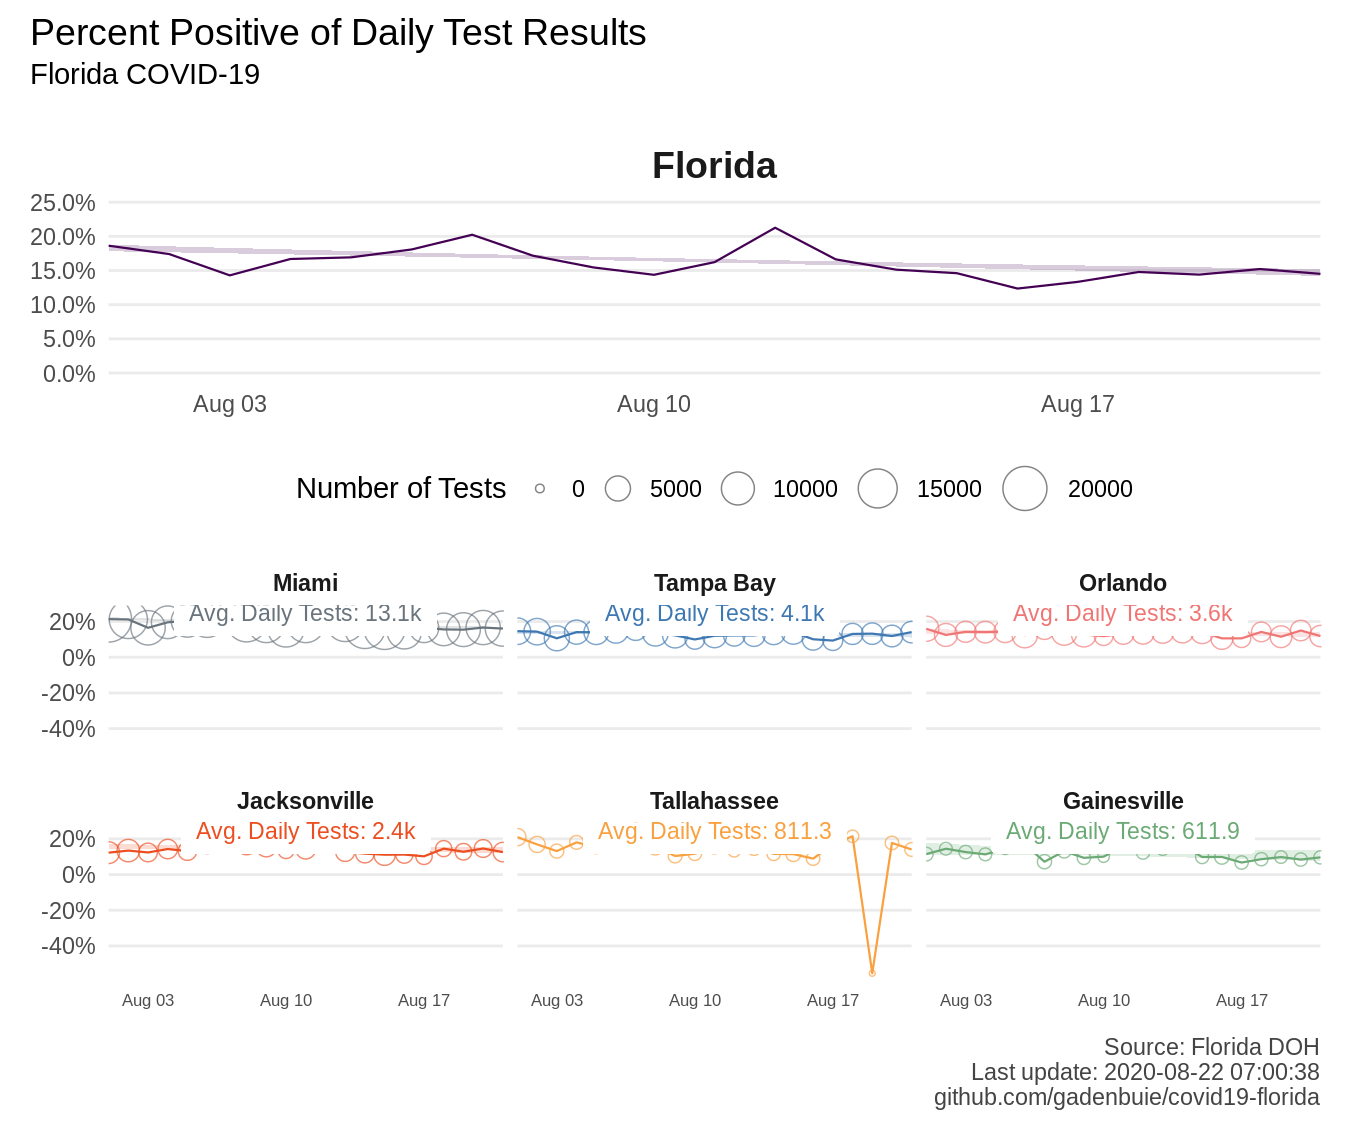 Percent Positive of Daily Test Results
Florida COVID-19
Florida
25.0%
20.0%
15.0%
10.0%
5.0%
0.0%
Aug 03 Aug 10 Aug 17
Number of Tests 0 5000 10000 15000 20000
Miami Tampa Bay Orlando
Avg. Daily Tests: 13.1k Avg. Daily Tests: 4.1k Avg. Daily Tests: 3.6k
20%
0%
-20%
-40%
Jacksonville Tallahassee Gainesville
Avg. Daily Tests: 2.4k Avg. Daily Tests: 811.3 Avg. Daily Tests: 611.9
20%
0%
-20%
-40%
Aug 03 Aug 10 Aug 17 Aug 03 Aug 10 Aug 17 Aug 03 Aug 10 Aug 17
Source: Florida DOH
Last update: 2020-08-22 07:00:38
github.com/gadenbuie/covid19-florida